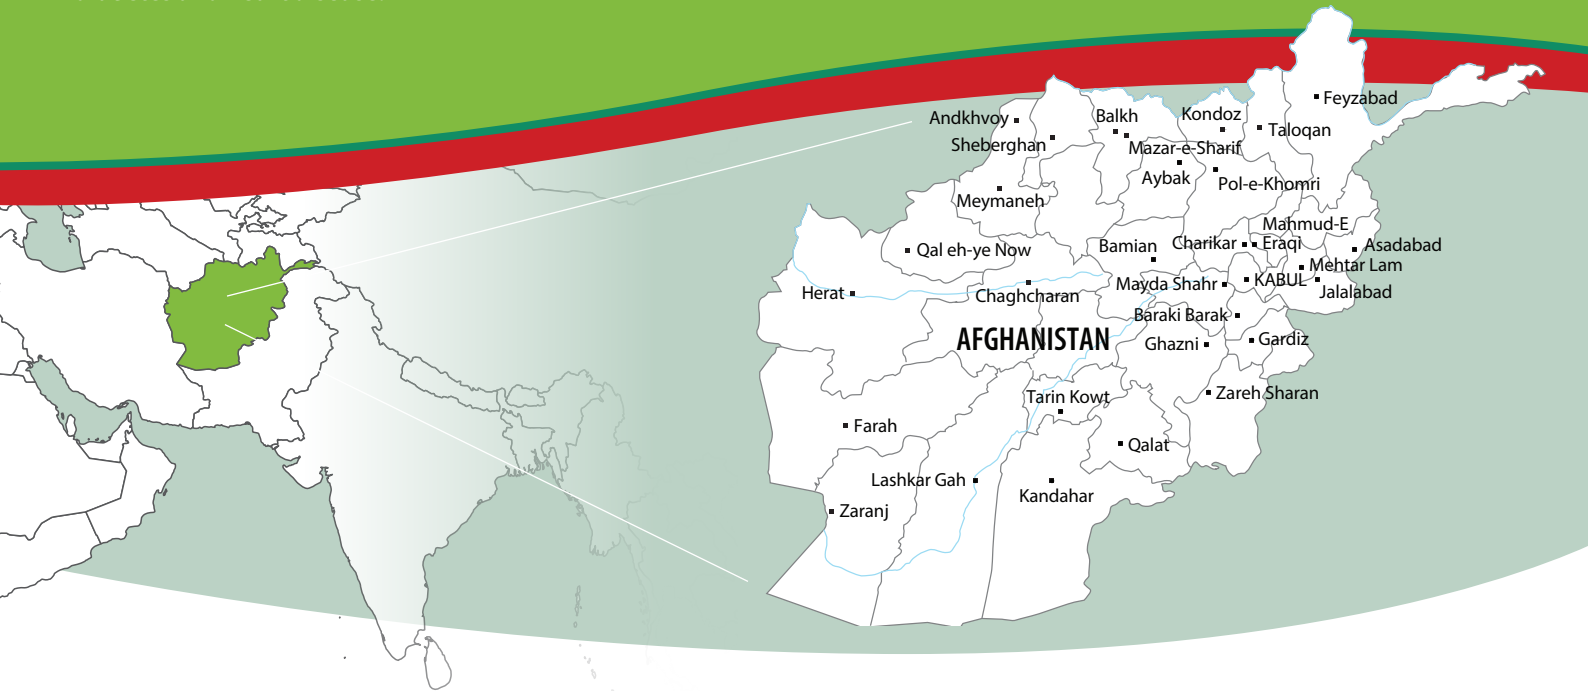 Feyzabad
Andkhvoy
Balkh
Kondoz
Taloqan
Sheberghan
Mazar-e-Sharif
Aybak
Pol-e-Khomri
Meymaneh
Mahmud-E
Eraqi
Qal eh-ye Now
Bamian
Charikar
Asadabad
Mehtar Lam
Herat
Chaghcharan
Mayda Shahr
KABUL
Jalalabad
Baraki Barak
AFGHANISTAN
Ghazni
Gardiz
Tarin Kowt
Zareh Sharan
Farah
Qalat
Lashkar Gah
Kandahar
Zaranj